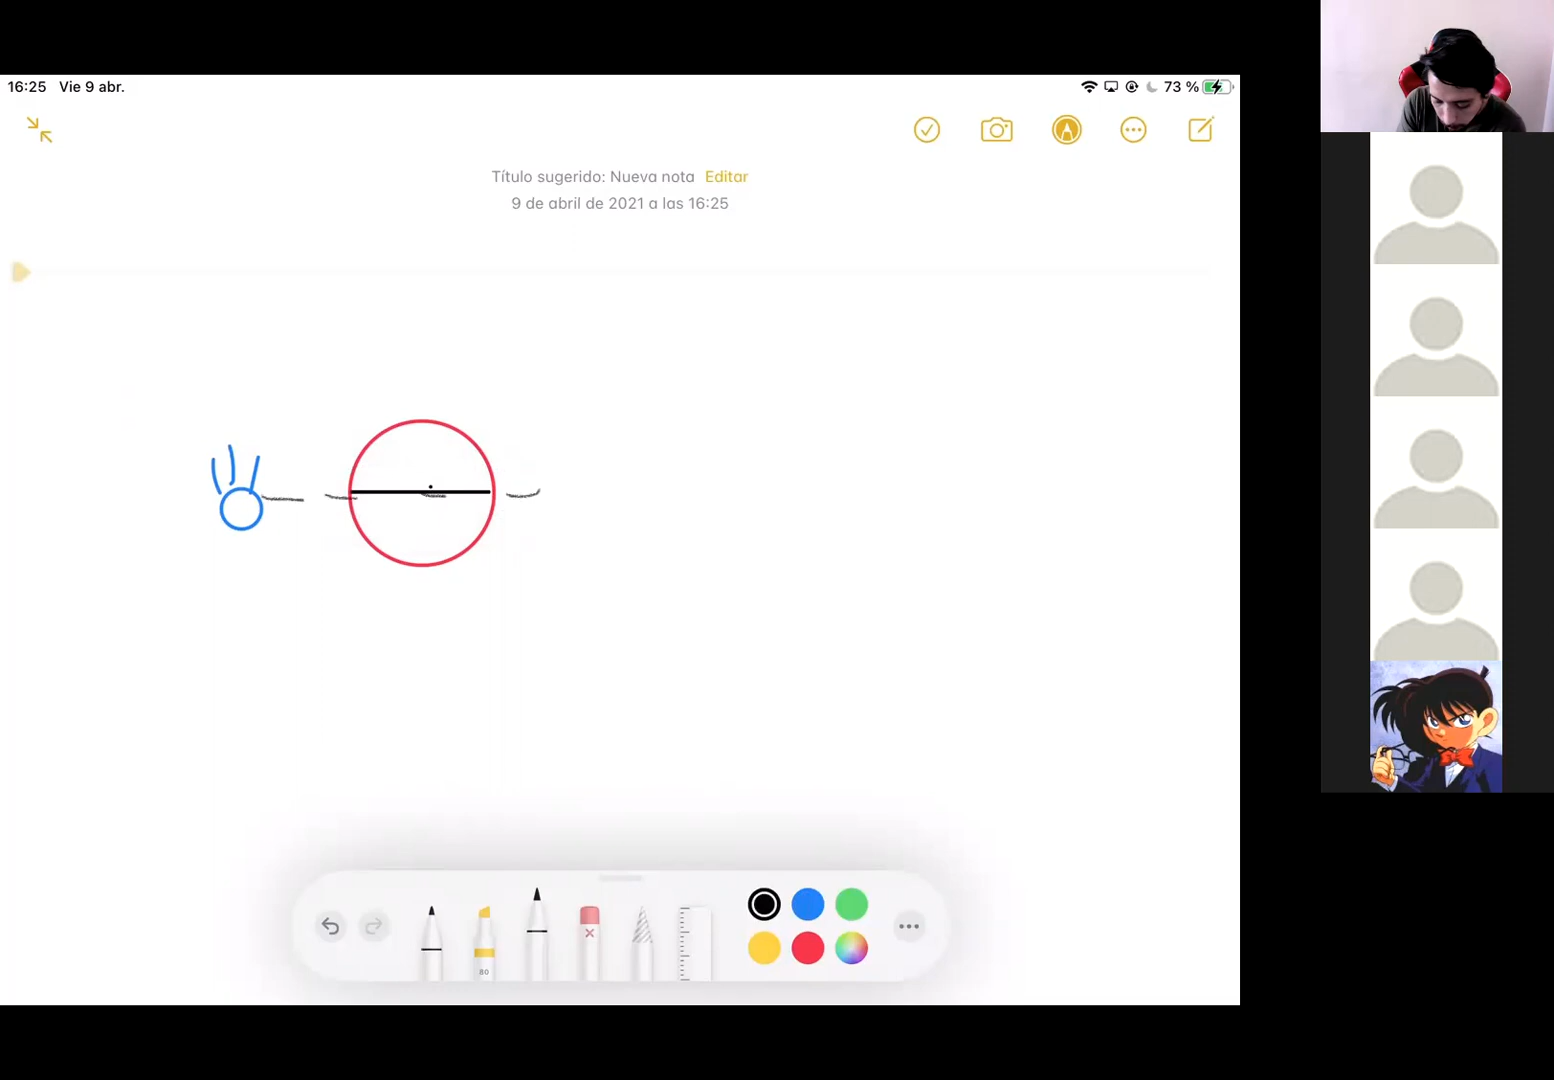 16:25 Vie 9 abr.
73 %
Título sugerido: Nueva nota Editar
9 de abril de 2021 a las 16:25
80